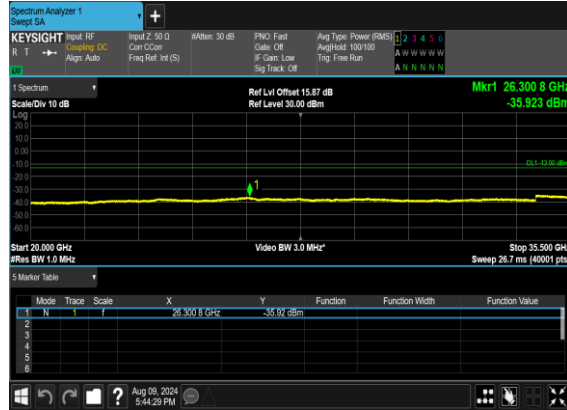 Spectrum Analyzer 1
Swept SA
+
KEYSIGHT Input: RF Input Z: 50 Ω #Atten: 30 dB PNO: Fast Avg Type: Power (RMS) 1 2 3 4 5 6
R T Coupling: DC Corr CCorr Gate: Off Avg|Hold: 100/100 A W W W W W
Align: Auto Freq Ref: Int (S) IF Gain: Low Trig: Free Run
LW Sig Track: Off A N N N N N
1 Spectrum Ref Lvl Offset 15.87 dB Mkr1 26.300 8 GHz
Scale/Div 10 dB Ref Level 30.00 dBm -35.923 dBm
Log
20.0
10.0
0.00
-10.0
DL1 -13.00 dBm
-20.0
-30.0
1
-40.0
-50.0
-60.0
Start 20.000 GHz Video BW 3.0 MHz* Stop 35.500 GHz
#Res BW 1.0 MHz Sweep 26.7 ms (40001 pts)
5 Marker Table
Mode Trace Scale X Y Function Function Width Function Value
1 N 1 f 26.300 8 GHz -35.92 dBm
2
3
4
5
6
? Aug 09, 2024
5:44:29 PM